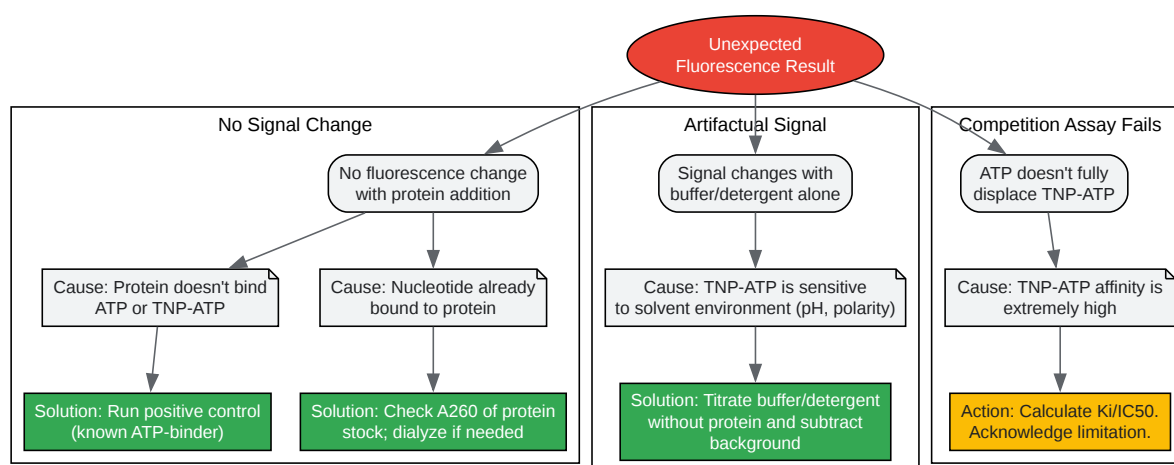 Unexpected
Fluorescence Result
No Signal Change
Artifactual Signal
Competition Assay Fails
No fluorescence change
with protein addition
Signal changes with
buffer/detergent alone
ATP doesn't fully
displace TNP-ATP
Cause: Protein doesn't bind
ATP or TNP-ATP
Cause: Nucleotide already
bound to protein
Cause: TNP-ATP is sensitive
to solvent environment (pH, polarity)
Cause: TNP-ATP affinity is
extremely high
Solution: Run positive control
(known ATP-binder)
Solution: Check A260 of protein
stock; dialyze if needed
Solution: Titrate buffer/detergent
without protein and subtract
background
Action: Calculate Ki/IC50.
Acknowledge limitation.